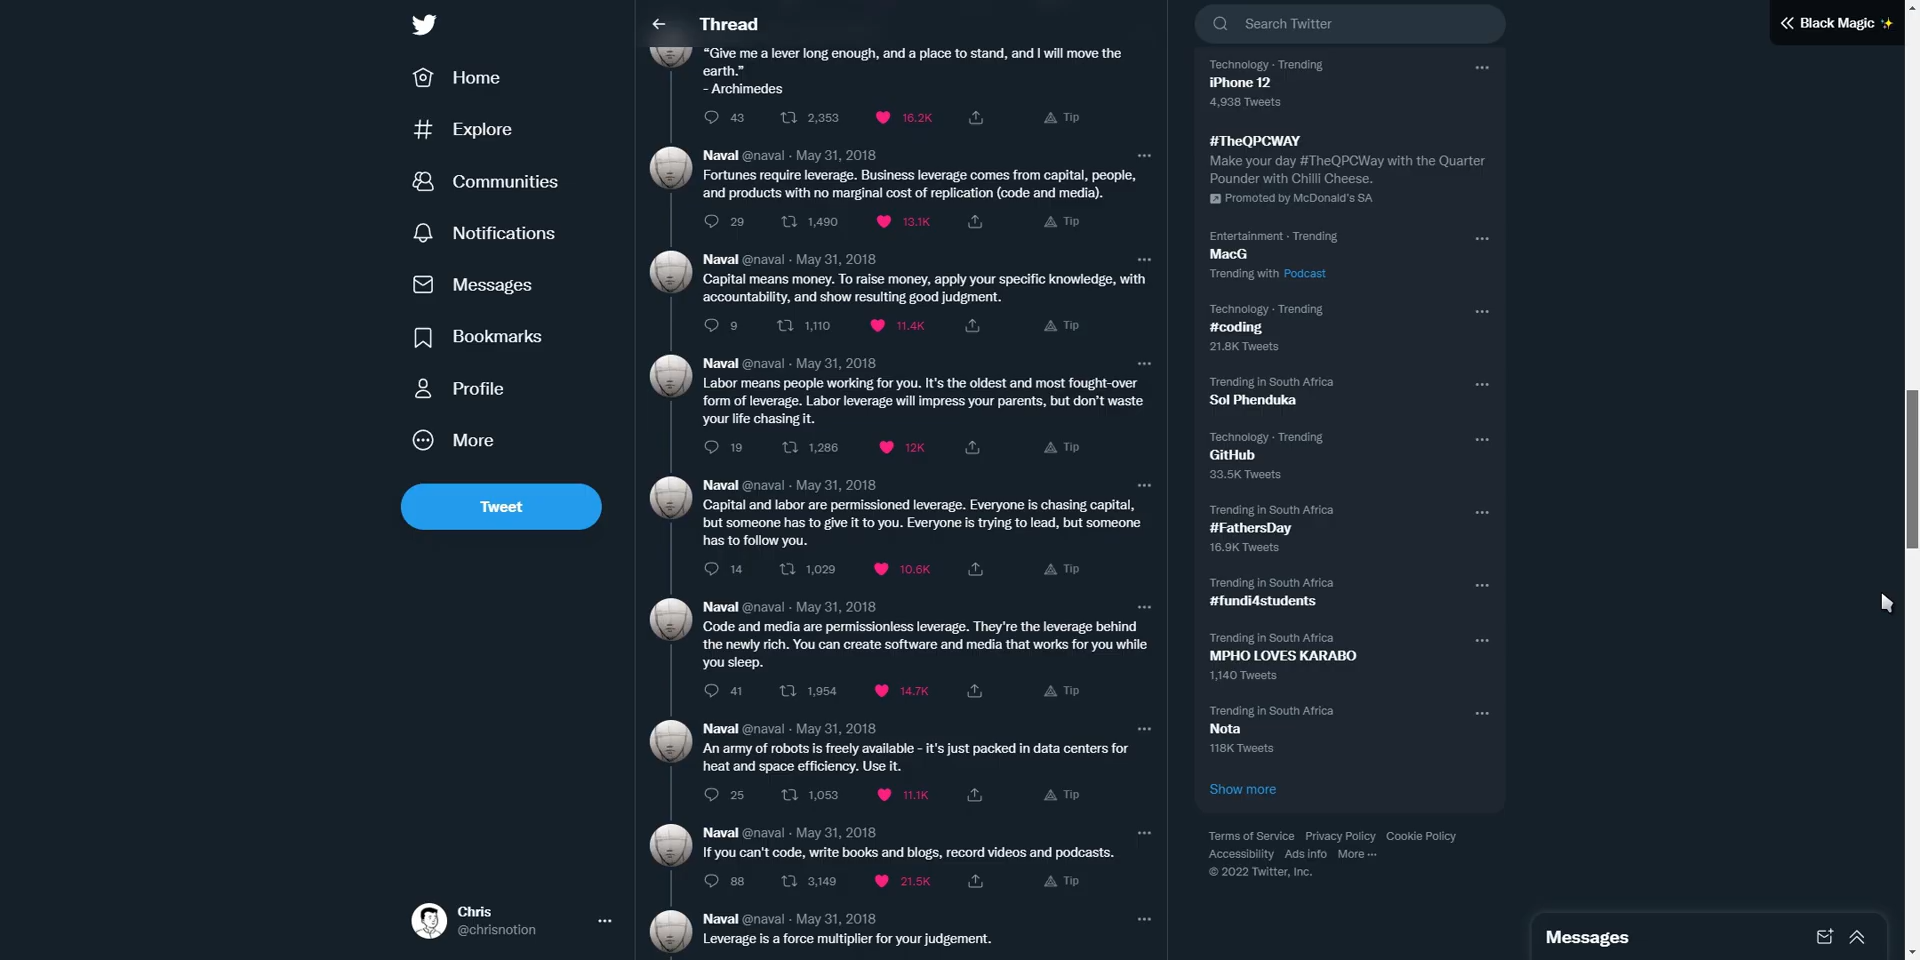 Home
Explore
Communities
Notifications
Messages
Bookmarks
Profile
More
Tweet
Chris
@chrisnotion
Thread
“Give me a lever long enough, and a place to stand, and I will move the
earth.”
- Archimedes
43 2,353 16.2K Tip
Naval @naval · May 31, 2018
Fortunes require leverage. Business leverage comes from capital, people,
and products with no marginal cost of replication (code and media).
29 1,490 13.1K Tip
Naval @naval · May 31, 2018
Capital means money. To raise money, apply your specific knowledge, with
accountability, and show resulting good judgment.
9 1,110 11.4K Tip
Naval @naval · May 31, 2018
Labor means people working for you. It's the oldest and most fought-over
form of leverage. Labor leverage will impress your parents, but don’t waste
your life chasing it.
19 1,286 12K Tip
Naval @naval · May 31, 2018
Capital and labor are permissioned leverage. Everyone is chasing capital,
but someone has to give it to you. Everyone is trying to lead, but someone
has to follow you.
14 1,029 10.6K Tip
Naval @naval · May 31, 2018
Code and media are permissionless leverage. They're the leverage behind
the newly rich. You can create software and media that works for you while
you sleep.
41 1,954 14.7K Tip
Naval @naval · May 31, 2018
An army of robots is freely available - it's just packed in data centers for
heat and space efficiency. Use it.
25 1,053 11.1K Tip
Naval @naval · May 31, 2018
If you can't code, write books and blogs, record videos and podcasts.
88 3,149 21.5K Tip
Naval @naval · May 31, 2018
Leverage is a force multiplier for your judgement.
Search Twitter
Technology · Trending
iPhone 12
4,938 Tweets
#TheQPCWAY
Make your day #TheQPCWay with the Quarter
Pounder with Chilli Cheese.
Promoted by McDonald's SA
Entertainment · Trending
MacG
Trending with Podcast
Technology · Trending
#coding
21.8K Tweets
Trending in South Africa
Sol Phenduka
Technology · Trending
GitHub
33.5K Tweets
Trending in South Africa
#FathersDay
16.9K Tweets
Trending in South Africa
#fundi4students
Trending in South Africa
MPHO LOVES KARABO
1,140 Tweets
Trending in South Africa
Nota
118K Tweets
Show more
Terms of Service Privacy Policy Cookie Policy
Accessibility Ads info More ···
© 2022 Twitter, Inc.
Black Magic ✨
Messages